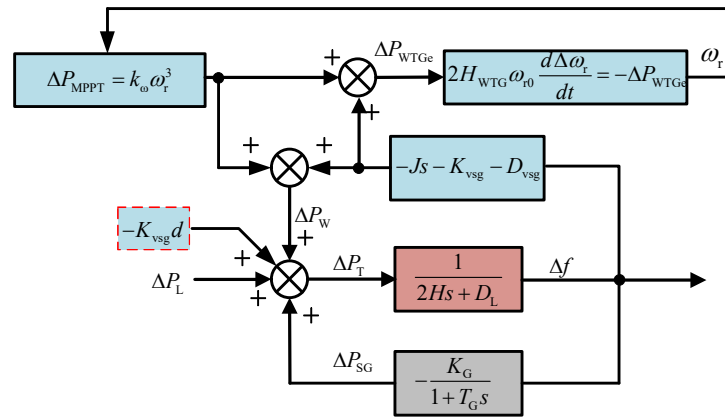 +
ΔP_WTGe
ω_r
ΔP_MPPT = k_ω ω_r^3
2H_WTG ω_r0 dΔω_r/dt = −ΔP_WTGe
+
+
+
−Js − K_vsg − D_vsg
ΔP_W
+
−K_vsg d
+
ΔP_L
+
ΔP_T
1/(2Hs + D_L)
Δf
+
ΔP_SG
−K_G/(1 + T_G s)